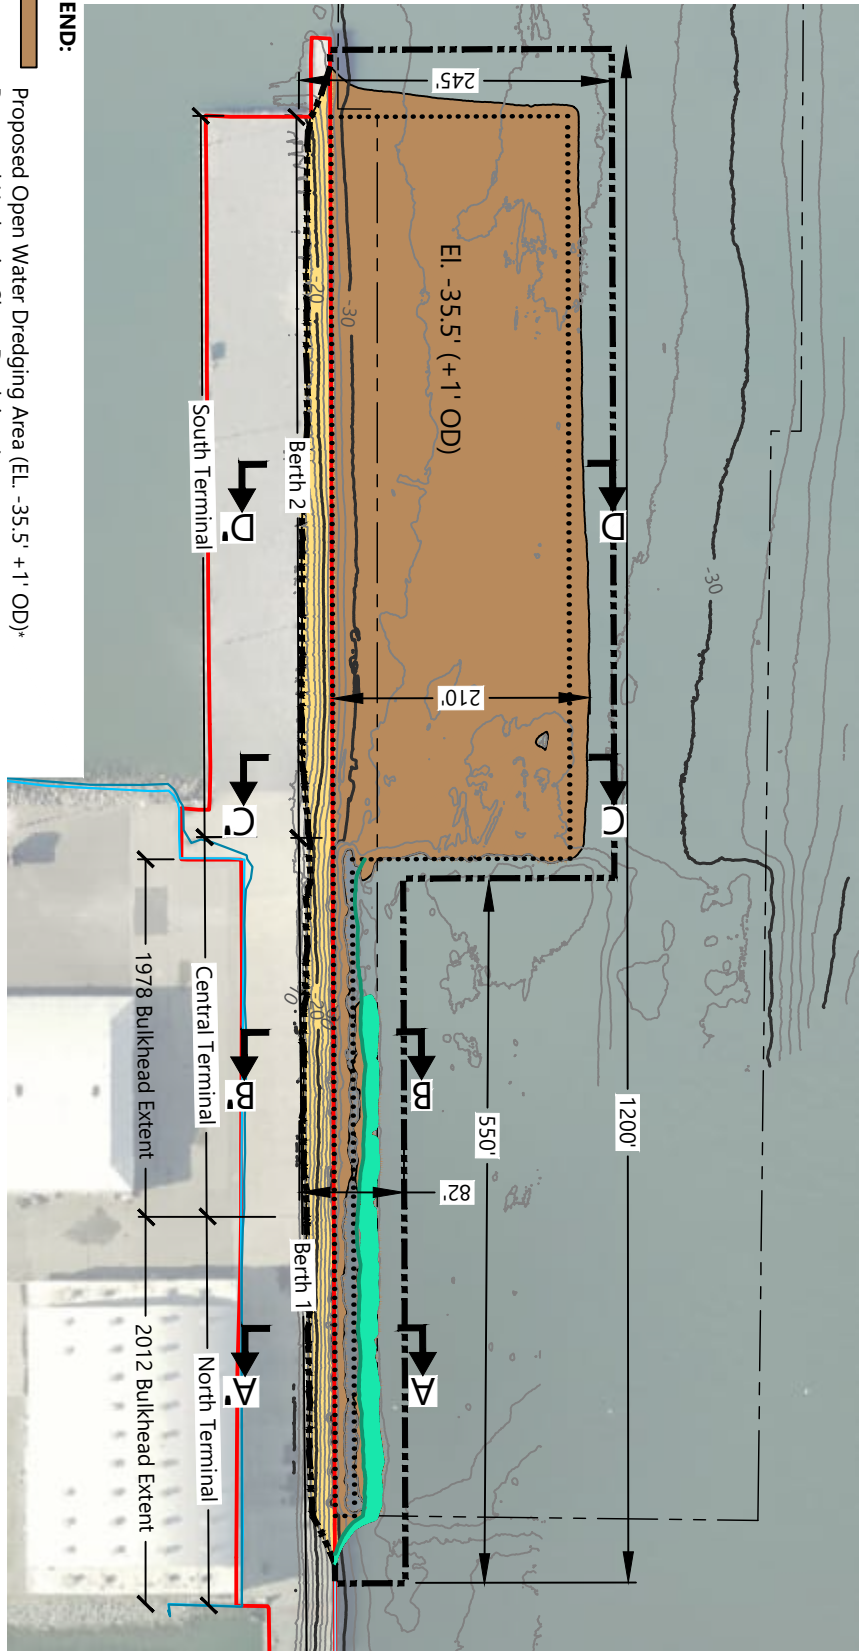 END:
Proposed Open Water Dredging Area (EL. -35.5' +1' OD)*
245'
El. -35.5' (+1' OD)
-30
-20
-30
South Terminal
Berth 2
D'
D
210'
C'
C
1978 Bulkhead Extent
Central Terminal
-20
B'
B
550'
1200'
82'
Berth 1
2012 Bulkhead Extent
North Terminal
A'
A